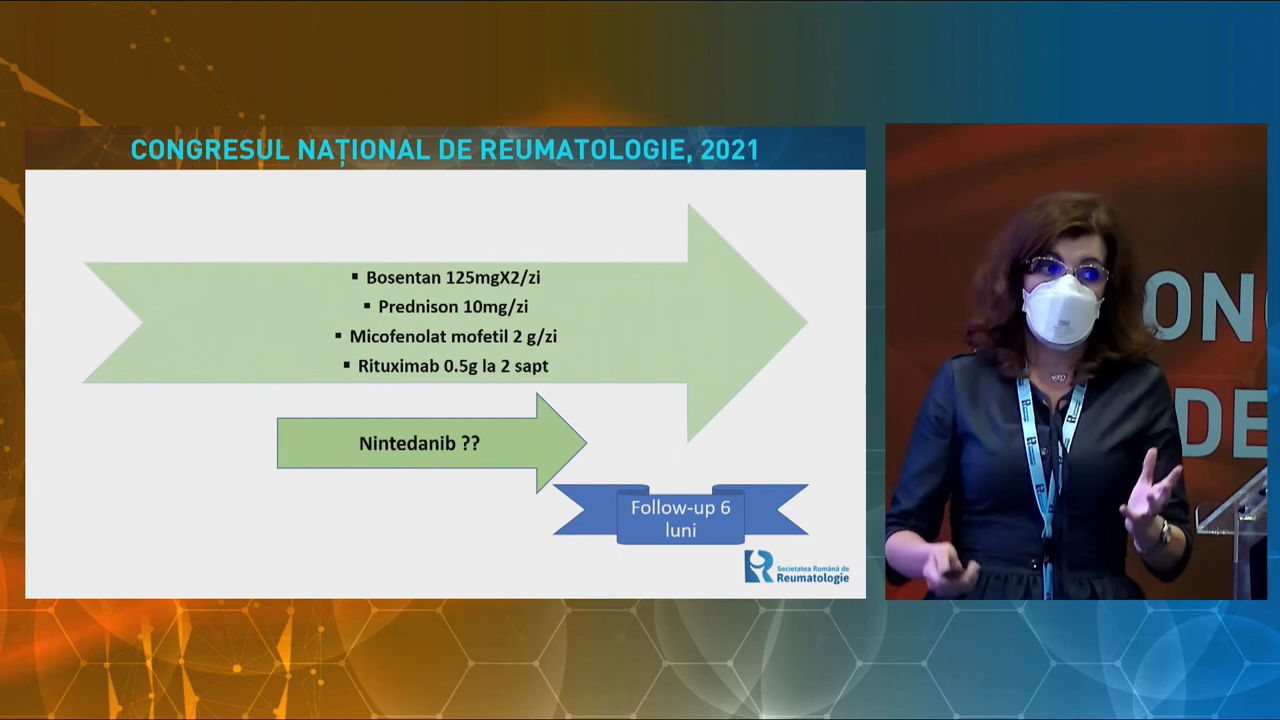 CONGRESUL NAȚIONAL DE REUMATOLOGIE, 2021
▪ Bosentan 125mgX2/zi
▪ Prednison 10mg/zi
▪ Micofenolat mofetil 2 g/zi
▪ Rituximab 0.5g la 2 sapt
Nintedanib ??
Follow-up 6
luni
Societatea Română de
Reumatologie
ON
DE